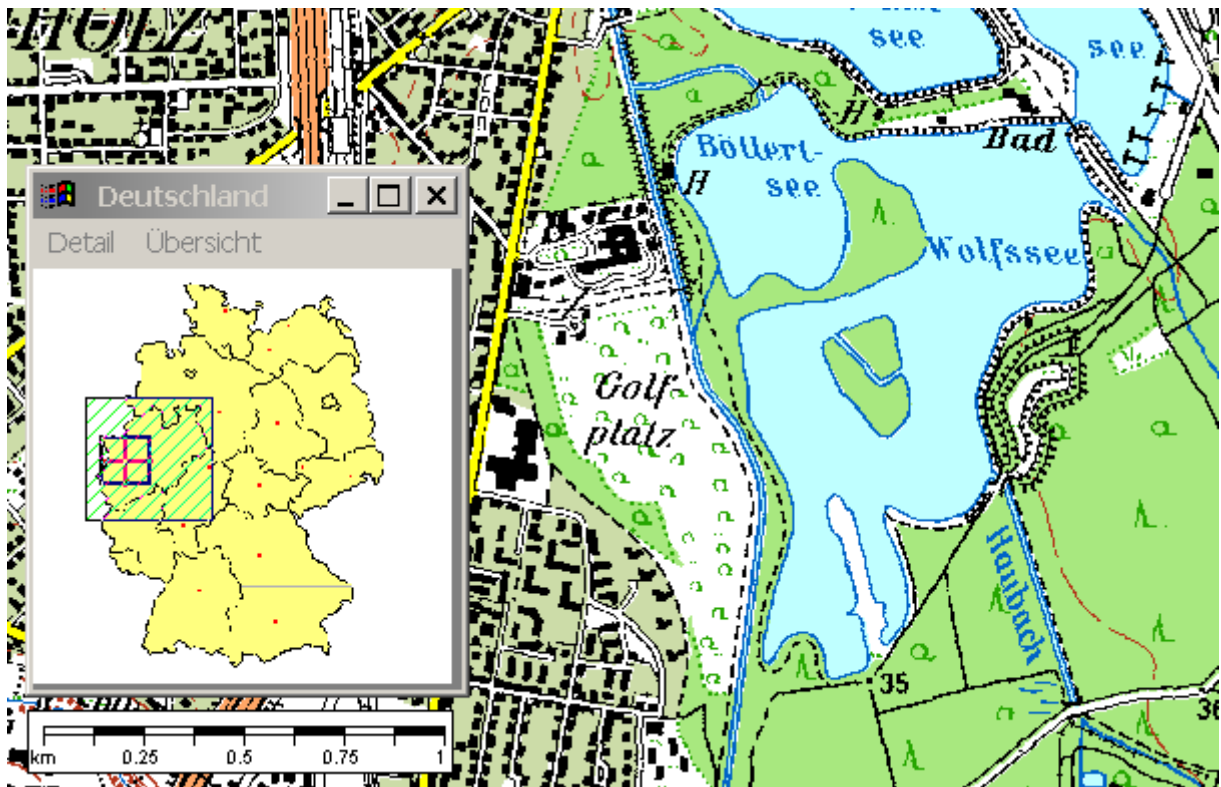 HOLZ
see
see
Böllert-
see
H
H
Bad
Wolfssee
Deutschland
Detail Übersicht
Golf-
platz
Haubach
35
km 0.25 0.5 0.75 1